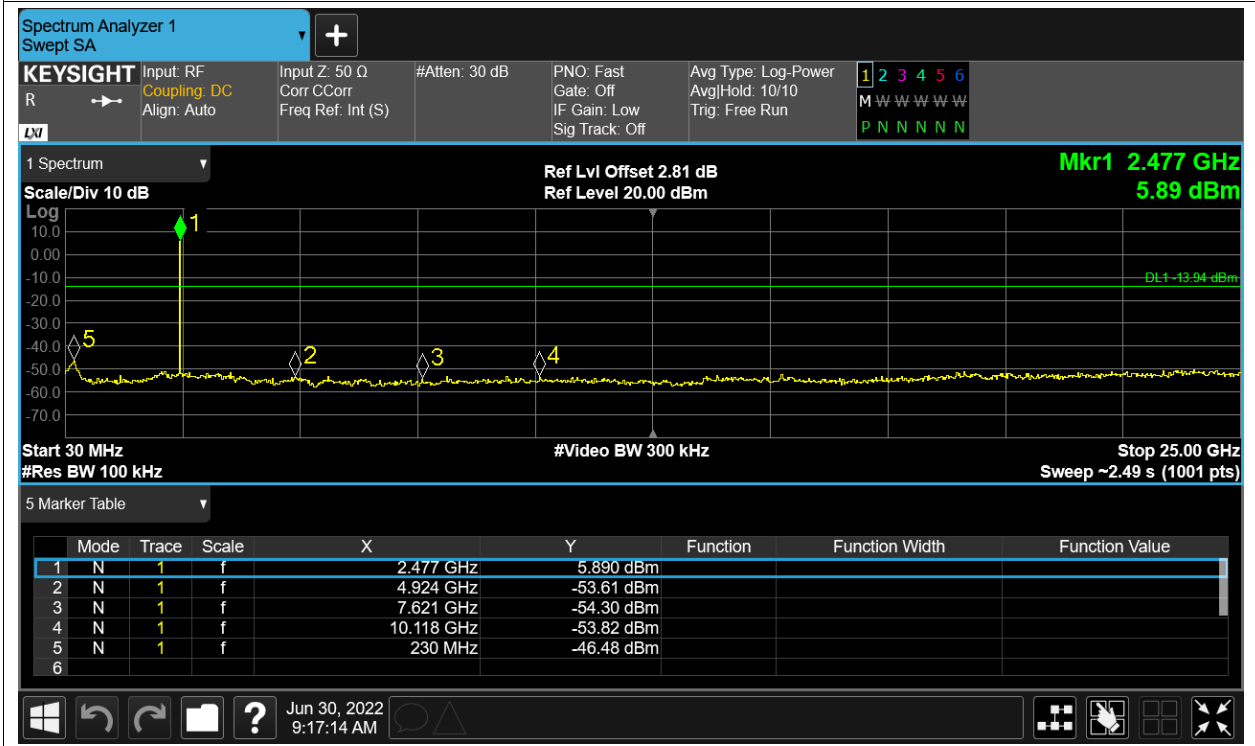 Spectrum Analyzer 1
Swept SA
+
KEYSIGHT Input: RF Input Z: 50 Ω #Atten: 30 dB PNO: Fast Avg Type: Log-Power 1 2 3 4 5 6
R Coupling: DC Corr CCorr Gate: Off Avg|Hold: 10/10 M W W W W W
Align: Auto Freq Ref: Int (S) IF Gain: Low Trig: Free Run
LXI Sig Track: Off P N N N N N
1 Spectrum Ref Lvl Offset 2.81 dB Mkr1 2.477 GHz
Scale/Div 10 dB Ref Level 20.00 dBm 5.89 dBm
Log
1
10.0
0.00
-10.0 DL1 -13.94 dBm
-20.0
-30.0
5
-40.0 2 3 4
-50.0
-60.0
-70.0
Start 30 MHz #Video BW 300 kHz Stop 25.00 GHz
#Res BW 100 kHz Sweep ~2.49 s (1001 pts)
5 Marker Table
Mode Trace Scale X Y Function Function Width Function Value
1 N 1 f 2.477 GHz 5.890 dBm
2 N 1 f 4.924 GHz -53.61 dBm
3 N 1 f 7.621 GHz -54.30 dBm
4 N 1 f 10.118 GHz -53.82 dBm
5 N 1 f 230 MHz -46.48 dBm
6
? Jun 30, 2022
9:17:14 AM